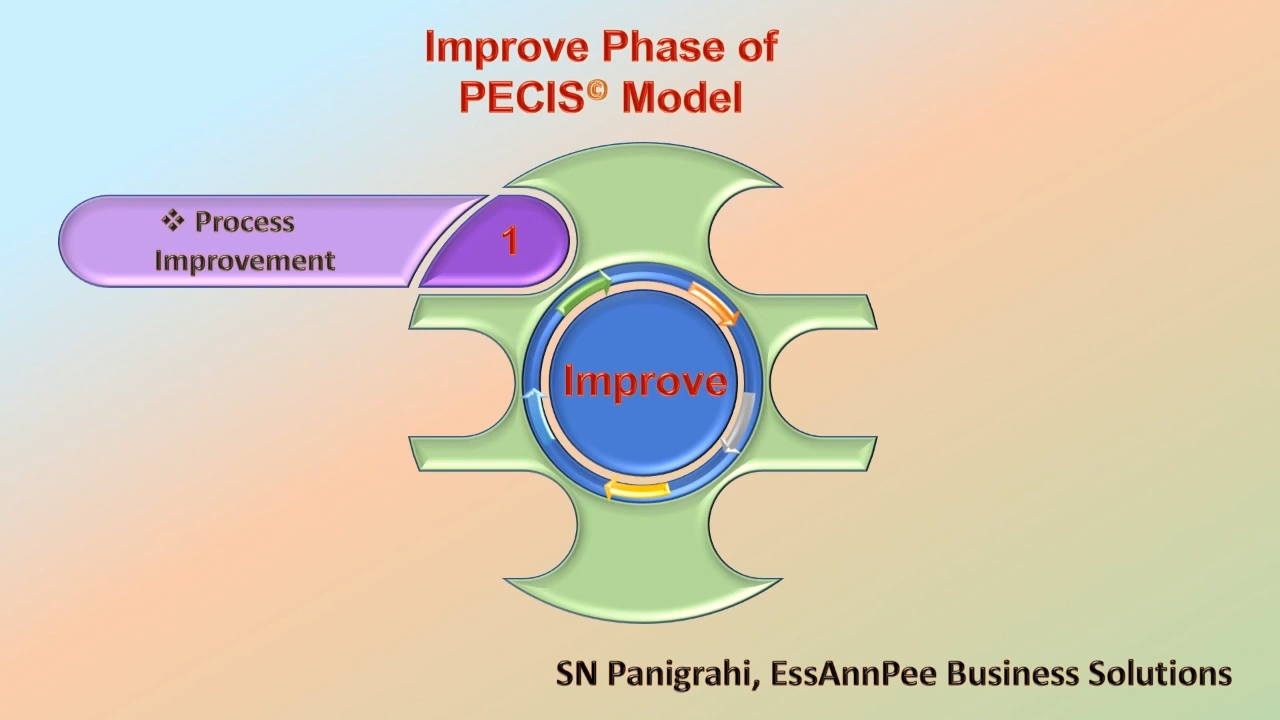 Improve Phase of
PECIS© Model
❖ Process
Improvement
1
Improve
SN Panigrahi, EssAnnPee Business Solutions